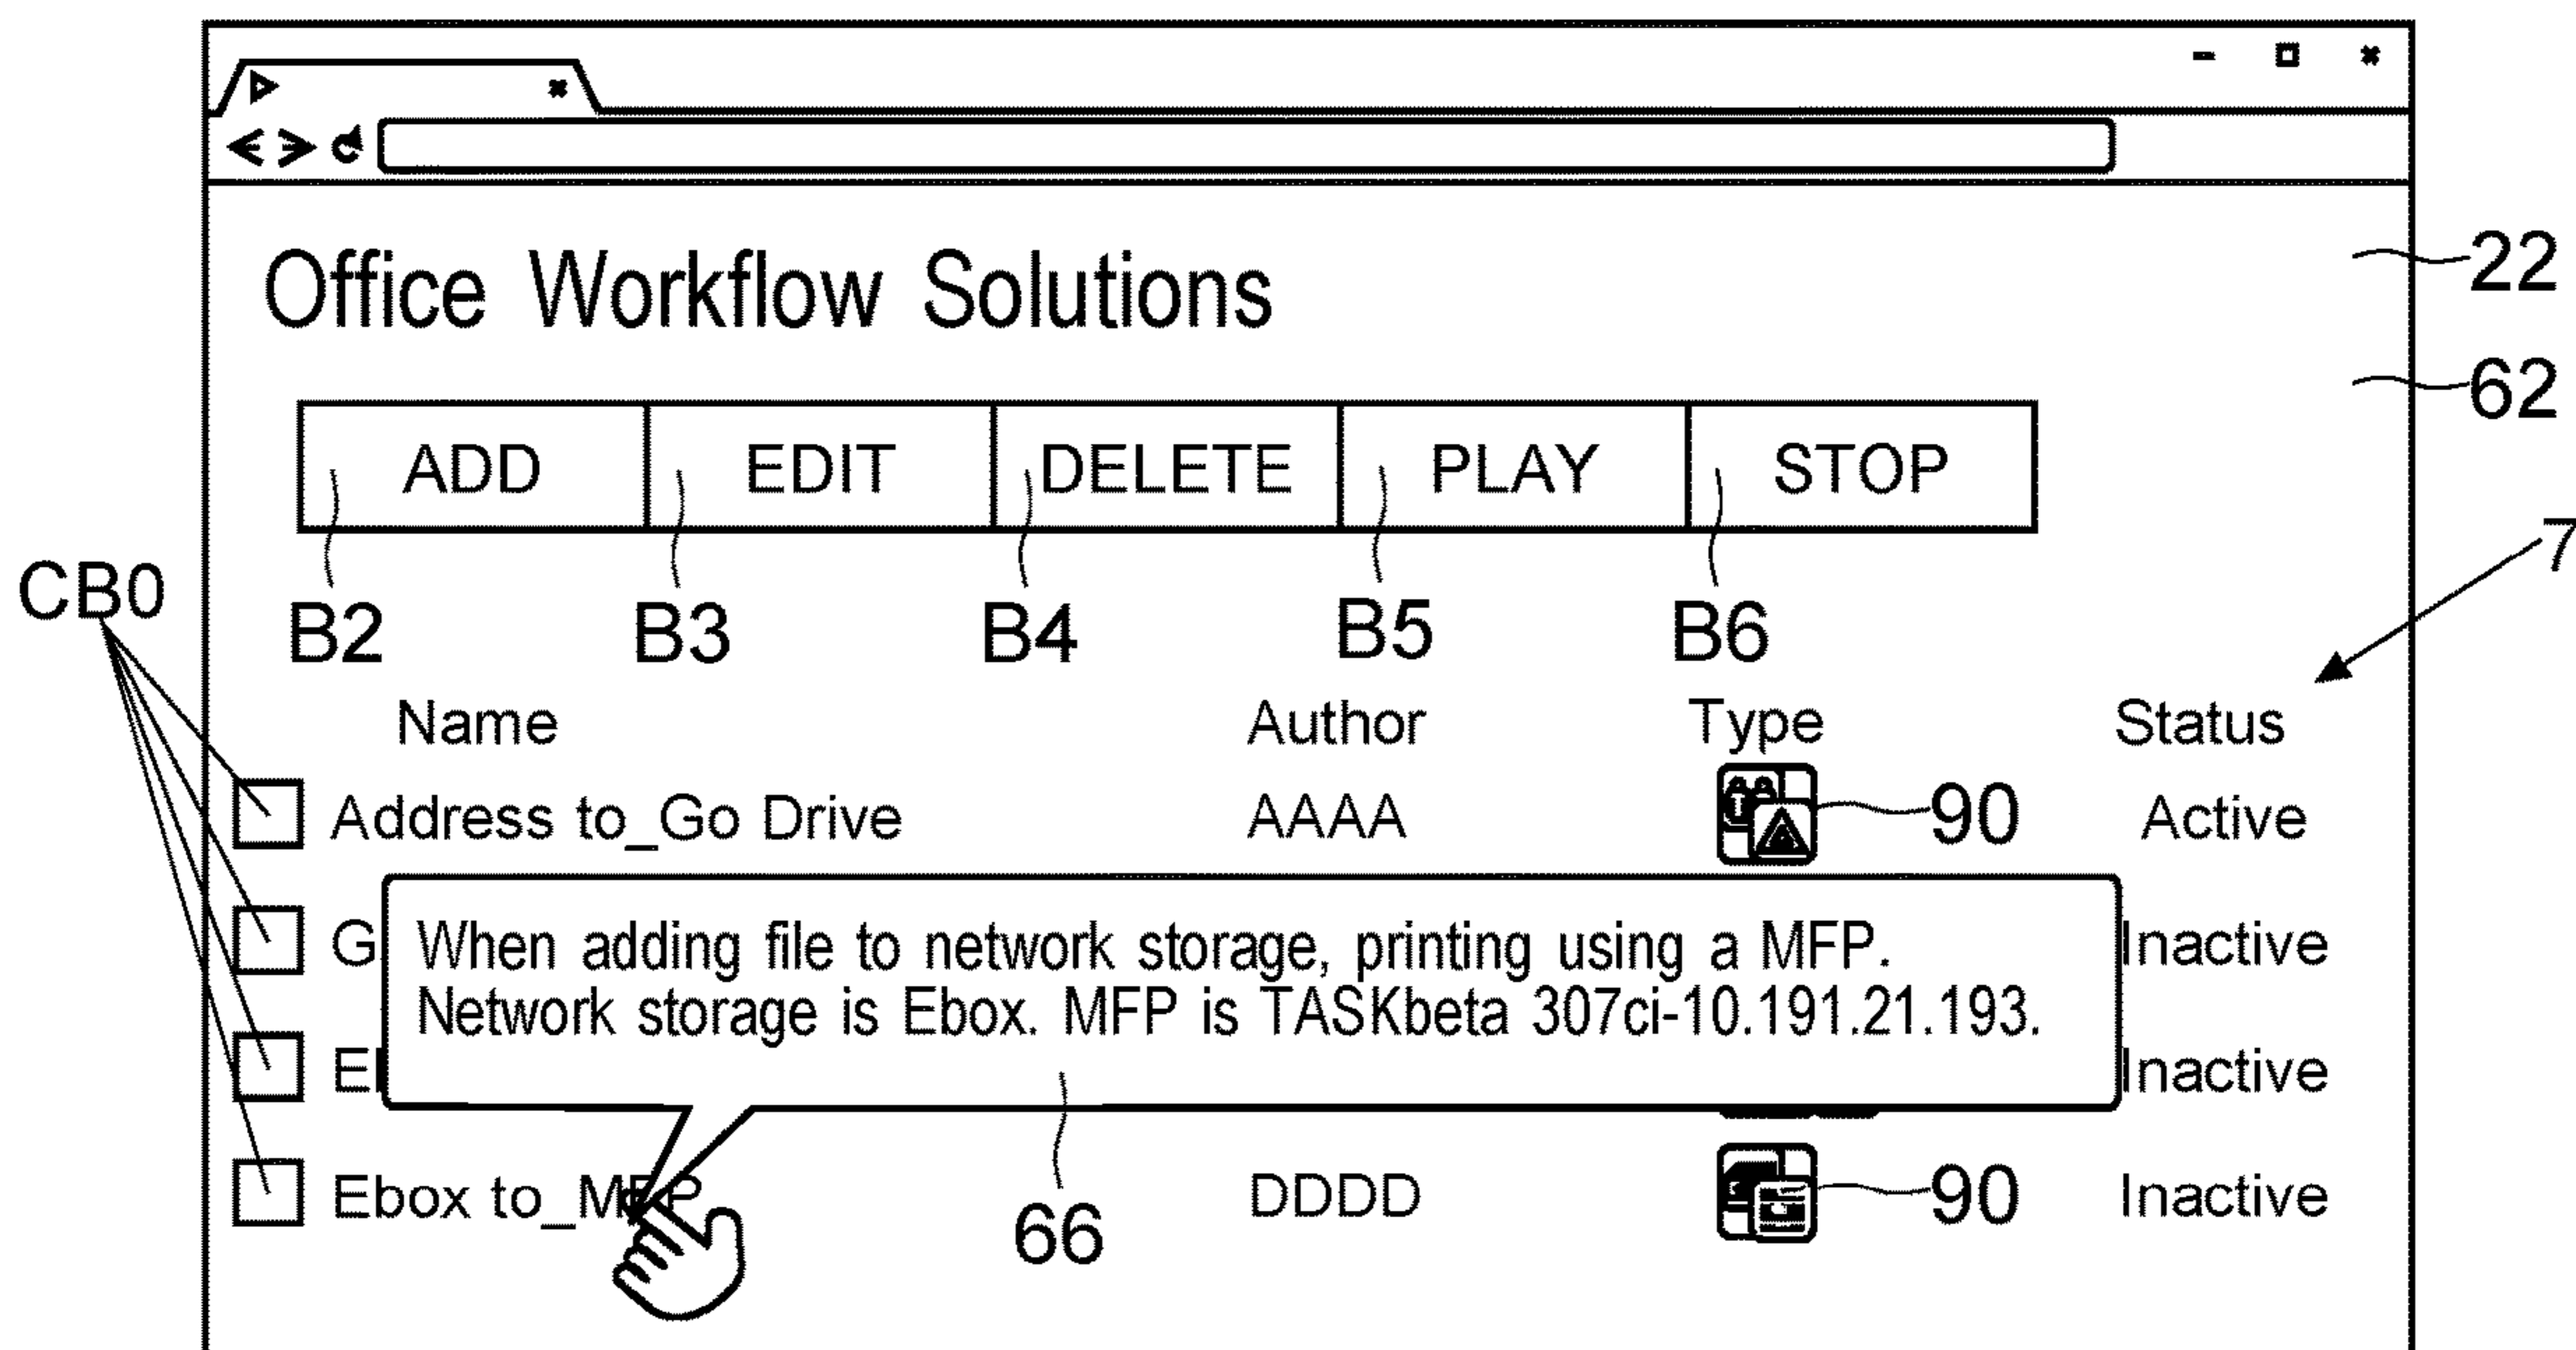 Office Workflow Solutions
22
62
ADD EDIT DELETE PLAY STOP
7
CB0
B2 B3 B4 B5 B6
Name Author Type Status
Address to_Go Drive AAAA 90 Active
When adding file to network storage, printing using a MFP.
Inactive
Network storage is Ebox. MFP is TASKbeta 307ci-10.191.21.193.
Inactive
Ebox to_MFP DDDD 90 Inactive
66